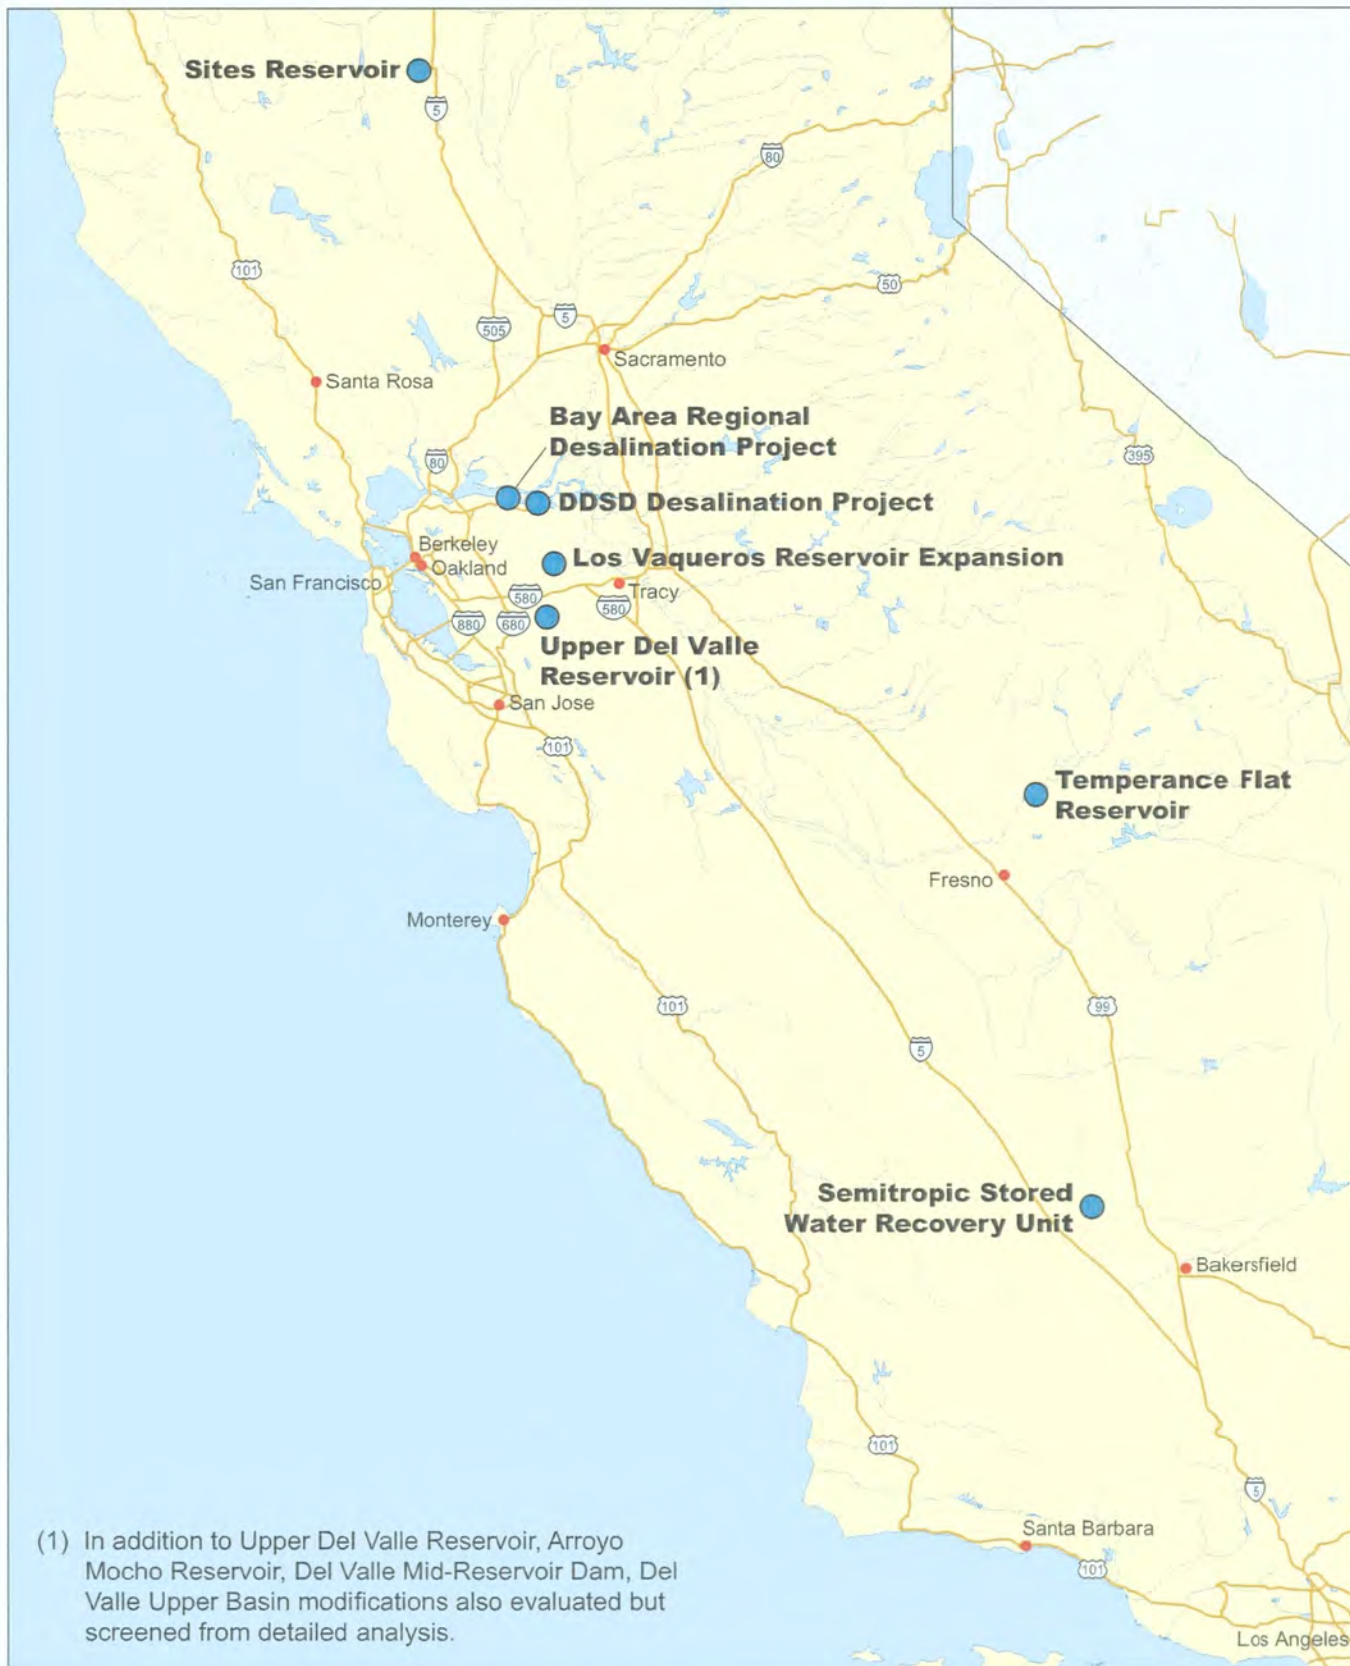 Sites Reservoir
5
80
101
50
505
5
Sacramento
Santa Rosa
Bay Area Regional
Desalination Project
80
395
DDSD Desalination Project
Berkeley
Oakland
Los Vaqueros Reservoir Expansion
San Francisco
580
Tracy
580
880
680
Upper Del Valle
Reservoir (1)
San Jose
101
Temperance Flat
Reservoir
Fresno
Monterey
101
99
5
Semitropic Stored
Water Recovery Unit
Bakersfield
101
5
Santa Barbara
101
Los Angeles
(1) In addition to Upper Del Valle Reservoir, Arroyo
Mocho Reservoir, Del Valle Mid-Reservoir Dam, Del
Valle Upper Basin modifications also evaluated but
screened from detailed analysis.